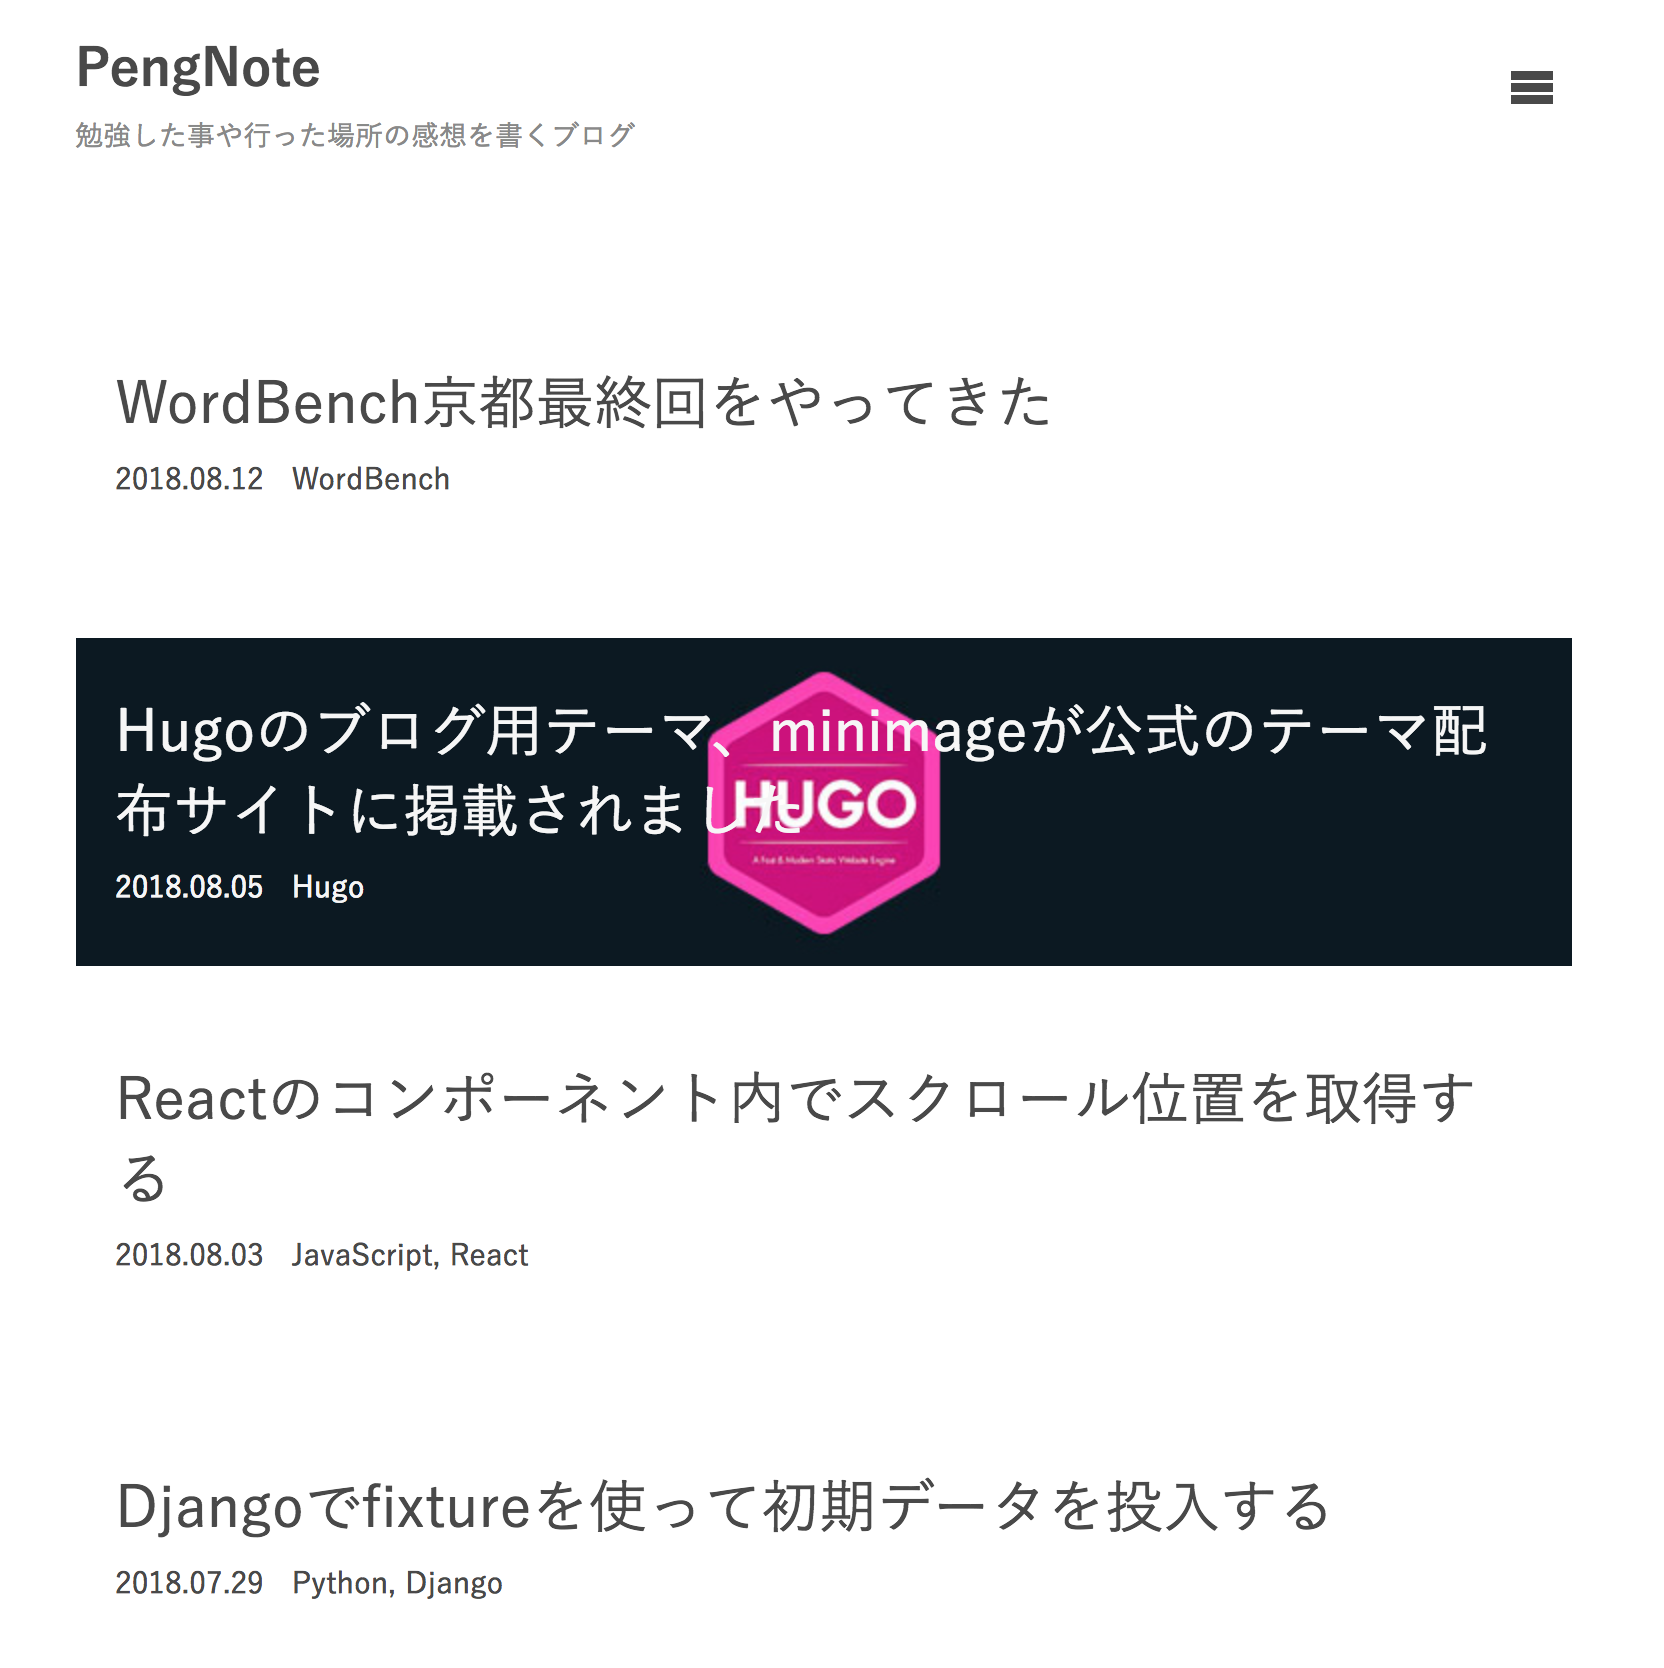 PengNote
勉強した事や行った場所の感想を書くブログ
WordBench京都最終回をやってきた
2018.08.12 WordBench
Hugoのブログ用テーマ、minimageが公式のテーマ配
布サイトに掲載されました
HUGO
A Fast & Modern Static Website Engine
2018.08.05 Hugo
Reactのコンポーネント内でスクロール位置を取得す
る
2018.08.03 JavaScript, React
Djangoでfixtureを使って初期データを投入する
2018.07.29 Python, Django